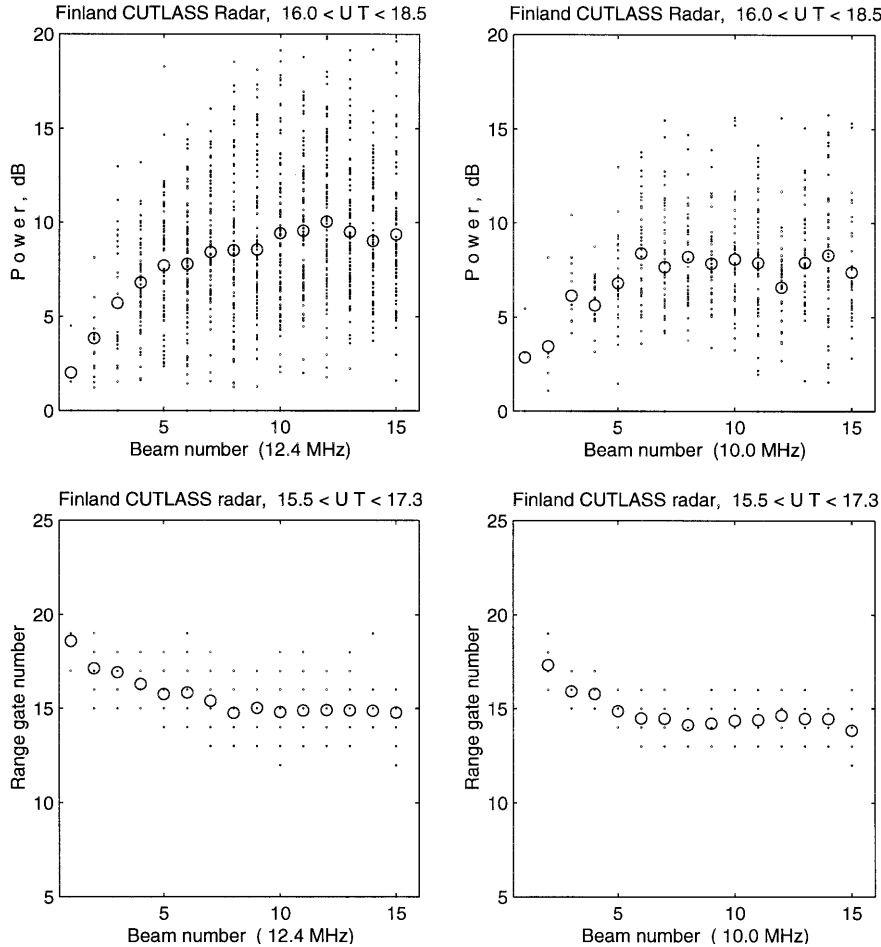 Finland CUTLASS Radar, 16.0 < U T < 18.5
20
15
10
5
0
Power, dB
5
10
15
Beam number (12.4 MHz)
Finland CUTLASS Radar, 16.0 < U T < 18.5
20
15
10
5
0
Power, dB
5
10
15
Beam number (10.0 MHz)
Finland CUTLASS radar, 15.5 < U T < 17.3
25
20
15
10
5
Range gate number
5
10
15
Beam number ( 12.4 MHz)
Finland CUTLASS radar, 15.5 < U T < 17.3
25
20
15
10
5
Range gate number
5
10
15
Beam number ( 10.0 MHz)